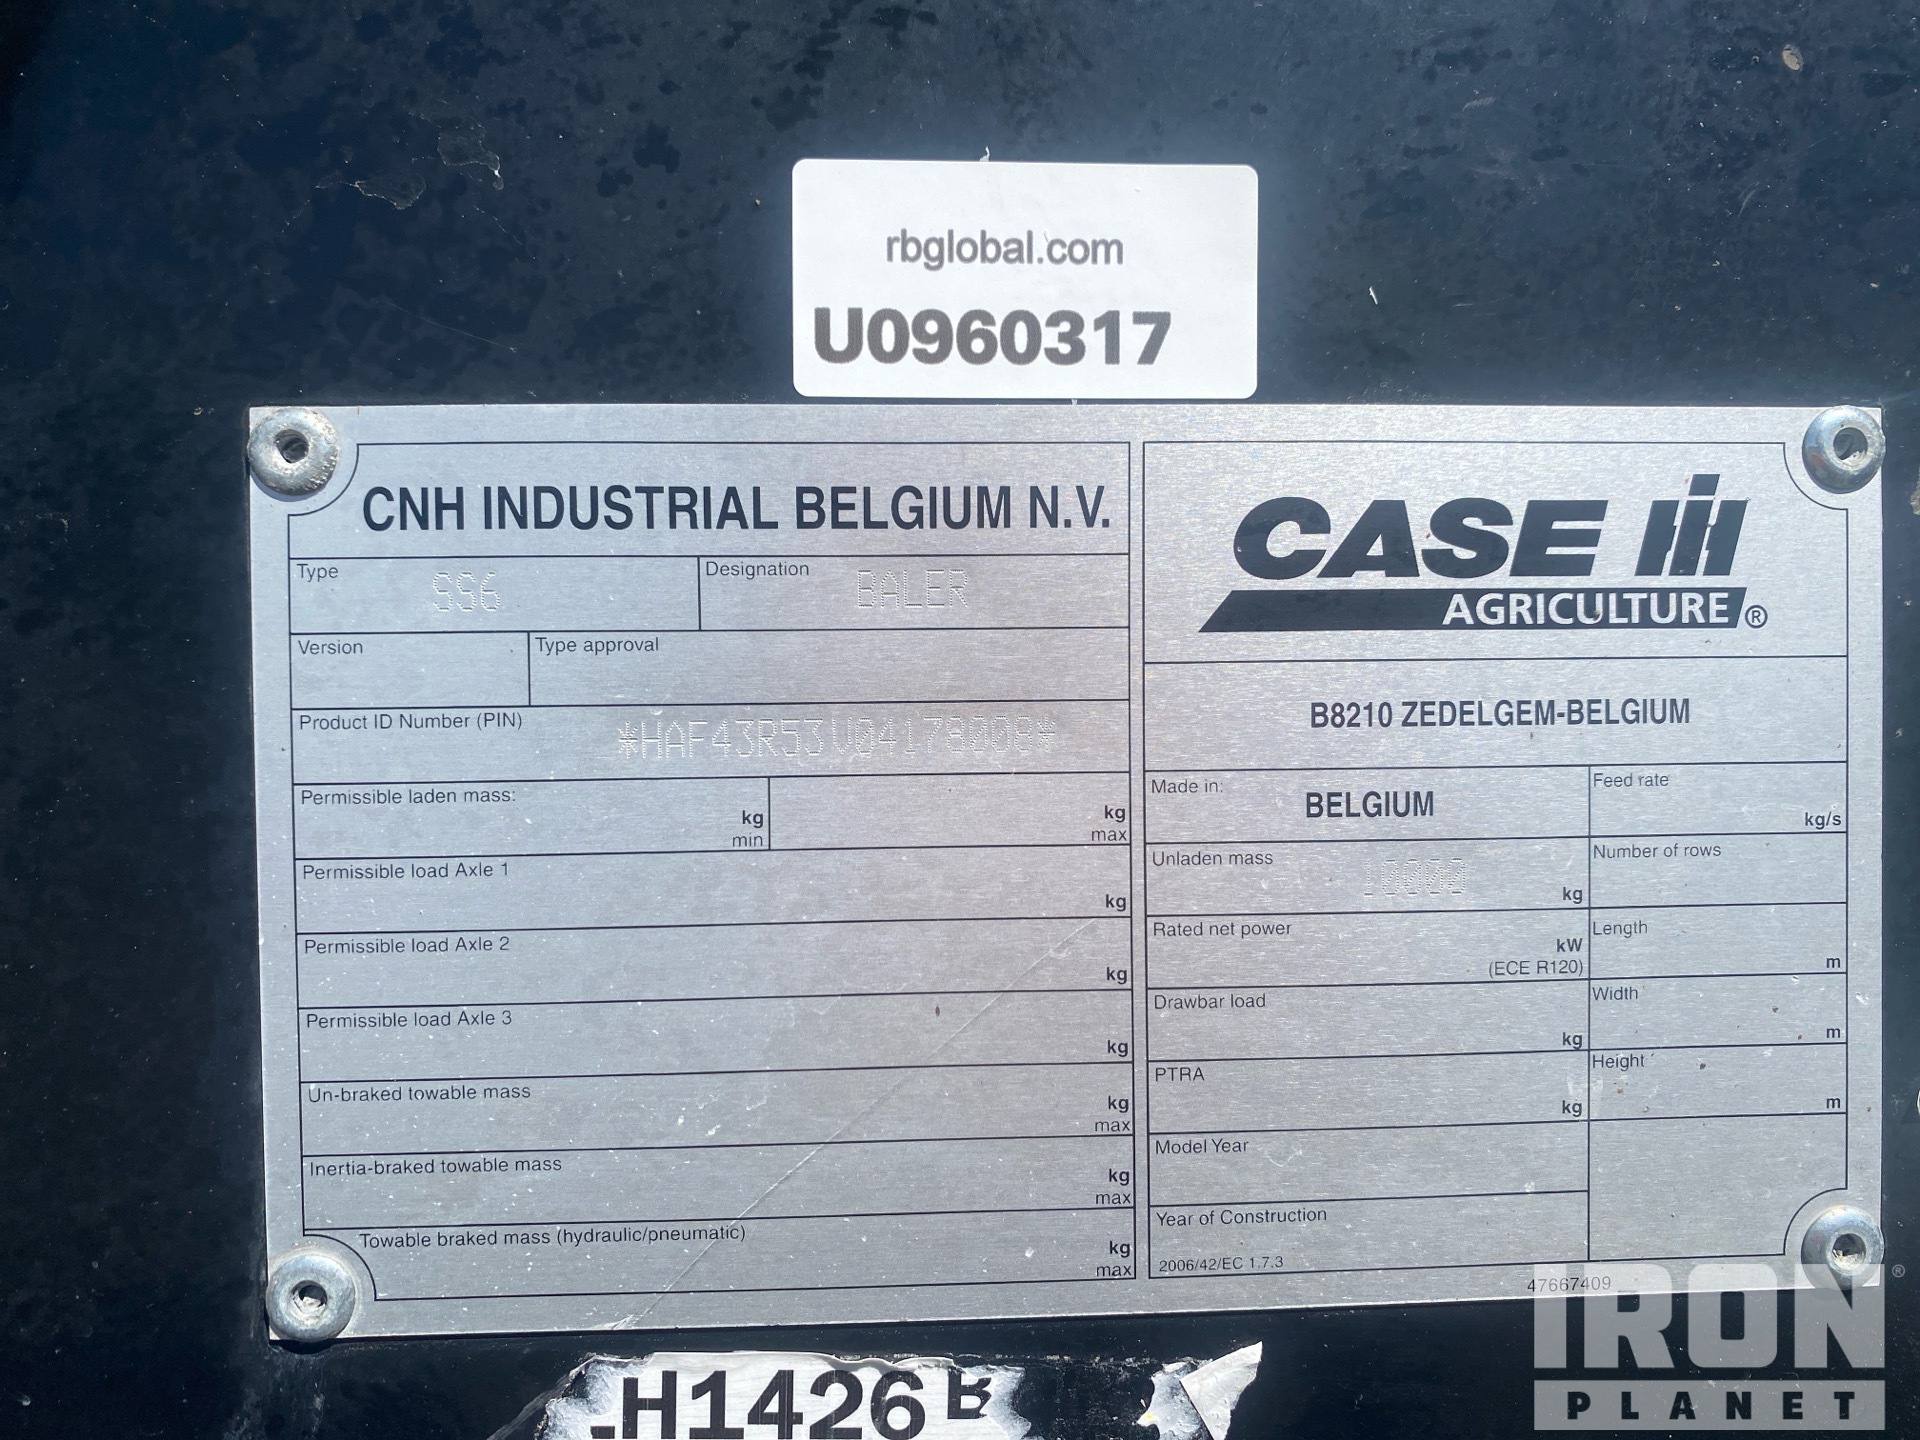 rbglobal.com
U0960317
CNH INDUSTRIAL BELGIUM N.V.
Type SS6
Designation BALER
Version
Type approval
Product ID Number (PIN) *HAF43R53V04178008*
Permissible laden mass: kg min kg max
Permissible load Axle 1 kg
Permissible load Axle 2 kg
Permissible load Axle 3 kg
Un-braked towable mass kg max
Inertia-braked towable mass kg max
Towable braked mass (hydraulic/pneumatic) kg max
CASE IH
AGRICULTURE®
B8210 ZEDELGEM-BELGIUM
Made in: BELGIUM
Feed rate kg/s
Unladen mass 10000 kg
Number of rows
Rated net power kW (ECE R120)
Length m
Drawbar load kg
Width m
PTRA kg
Height m
Model Year
Year of Construction
2006/42/EC 1.7.3
47667409
H1426
IRON®
PLANET